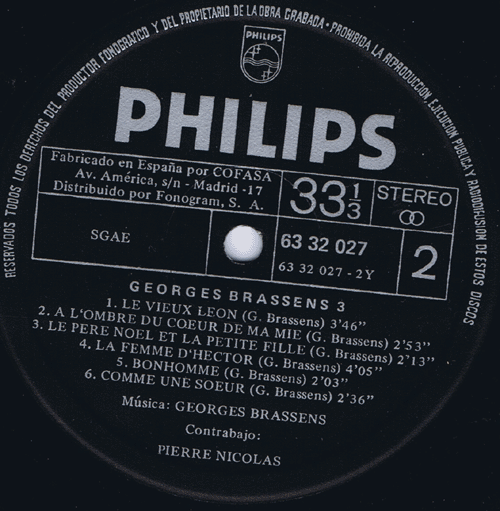 RESERVADOS TODOS LOS DERECHOS DEL PRODUCTOR FONOGRAFICO Y DEL PROPIETARIO DE LA OBRA GRABADA - PROHIBIDA LA REPRODUCCION, EJECUCION PUBLICA Y RADIODIFUSION DE ESTOS DISCOS
PHILIPS
PHILIPS
Fabricado en España por COFASA
Av. América, s/n - Madrid -17
Distribuido por Fonogram, S. A.
33 1/3
STEREO
SGAE
63 32 027
63 32 027 - 2Y
2
GEORGES BRASSENS 3
1. LE VIEUX LEON (G. Brassens) 3'46"
2. A L'OMBRE DU COEUR DE MA MIE (G. Brassens) 2'53"
3. LE PERE NOEL ET LA PETITE FILLE (G. Brassens) 2'13"
4. LA FEMME D'HECTOR (G. Brassens) 4'05"
5. BONHOMME (G. Brassens) 2'03"
6. COMME UNE SOEUR (G. Brassens) 2'36"
Música: GEORGES BRASSENS
Contrabajo:
PIERRE NICOLAS